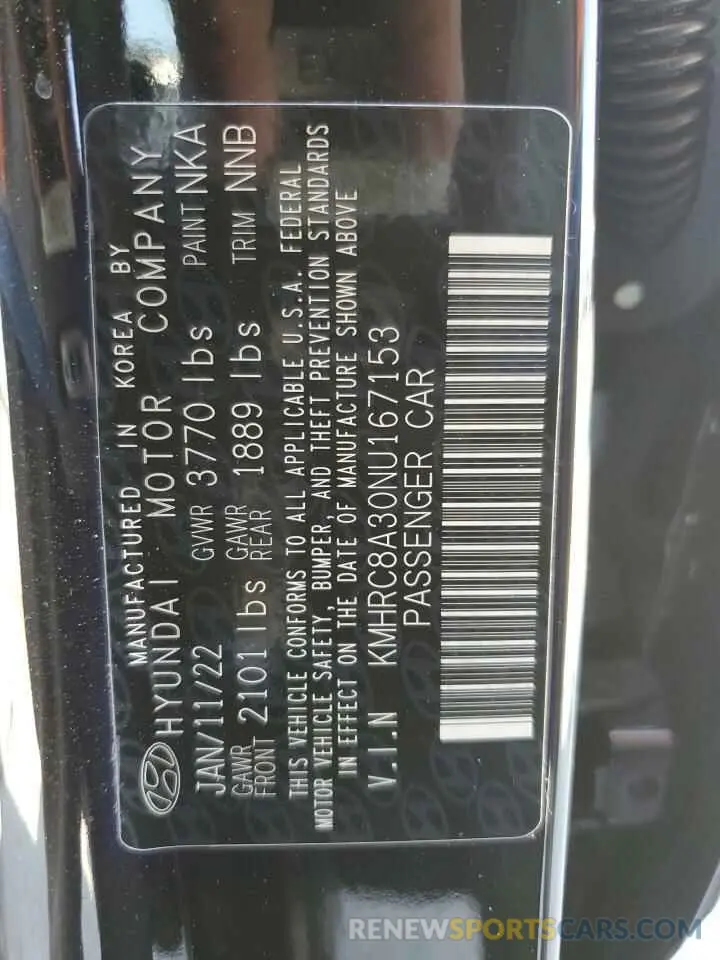 MANUFACTURED IN KOREA BY
HYUNDAI MOTOR COMPANY
JAN/11/22 GVWR 3770 lbs PAINT NKA
GAWR FRONT 2101 lbs GAWR REAR 1889 lbs TRIM NNB
THIS VEHICLE CONFORMS TO ALL APPLICABLE U.S.A. FEDERAL
MOTOR VEHICLE SAFETY, BUMPER, AND THEFT PREVENTION STANDARDS
IN EFFECT ON THE DATE OF MANUFACTURE SHOWN ABOVE
V.I.N KMHRC8A30NU167153
PASSENGER CAR
RENEWSPORTSCARS.COM